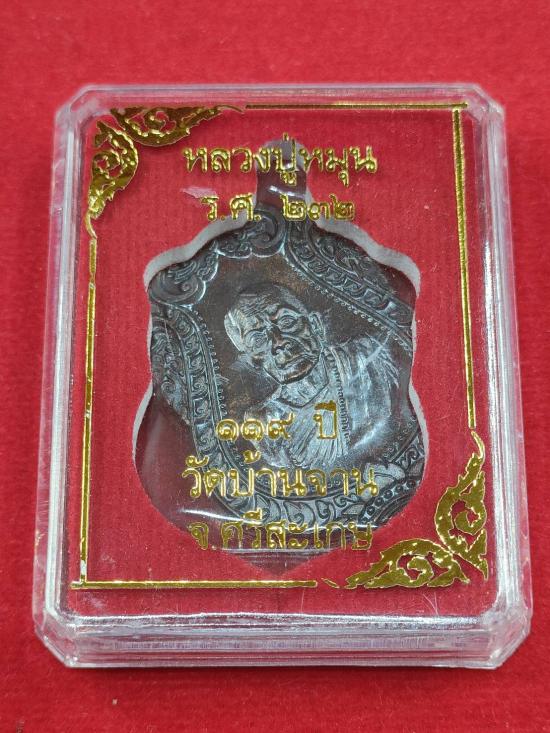 หลวงปู่หมุน
ร.ศ. ๒๓๒
๑๑๙ ปี
วัดบ้านจาน
จ.ศรีสะเกษ